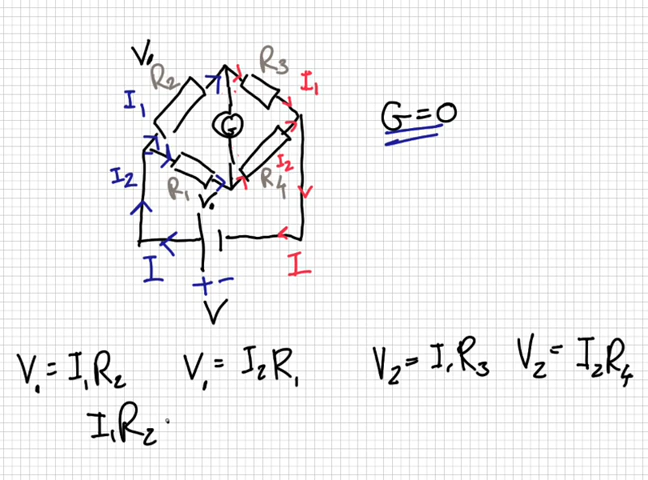 V₁
R₂
R₃
I₁
I₁
G
G=0
I₂
R₁
I₂
R₄
V₁
I
I
+ −
V
V₁ = I₁R₂
V₁ = I₂R₁
V₂ = I₁R₃
V₂ = I₂R₄
I₁R₂